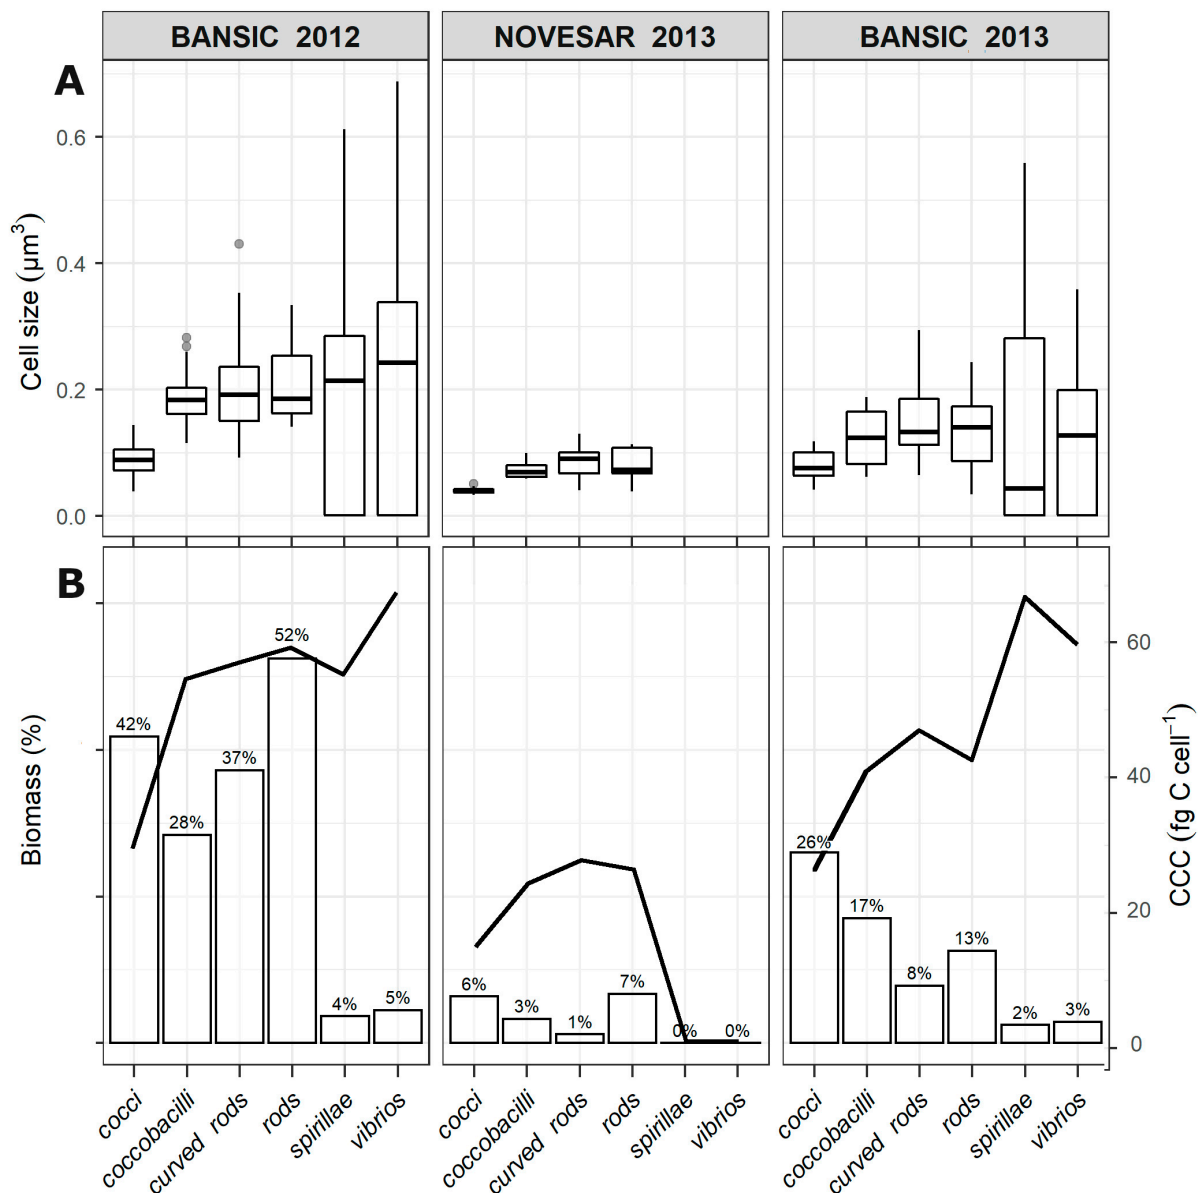 BANSIC 2012
NOVESAR 2013
BANSIC 2013
A
Cell size (μm³)
0.6
0.4
0.2
0.0
B
Biomass (%)
42%
28%
37%
52%
4%
5%
6%
3%
1%
7%
0%
0%
26%
17%
8%
13%
2%
3%
60
40
20
0
CCC (fg C cell⁻¹)
cocci
coccobacilli
curved rods
rods
spirillae
vibrios
cocci
coccobacilli
curved rods
rods
spirillae
vibrios
cocci
coccobacilli
curved rods
rods
spirillae
vibrios